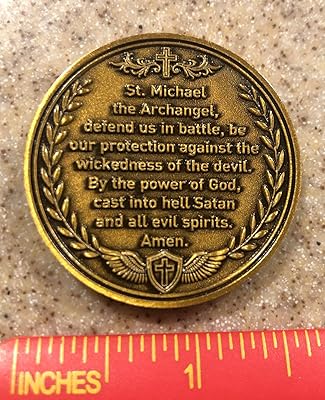 St. Michael
the Archangel,
defend us in battle, be
our protection against the
wickedness of the devil.
By the power of God,
cast into hell Satan
and all evil spirits.
Amen.
INCHES 1